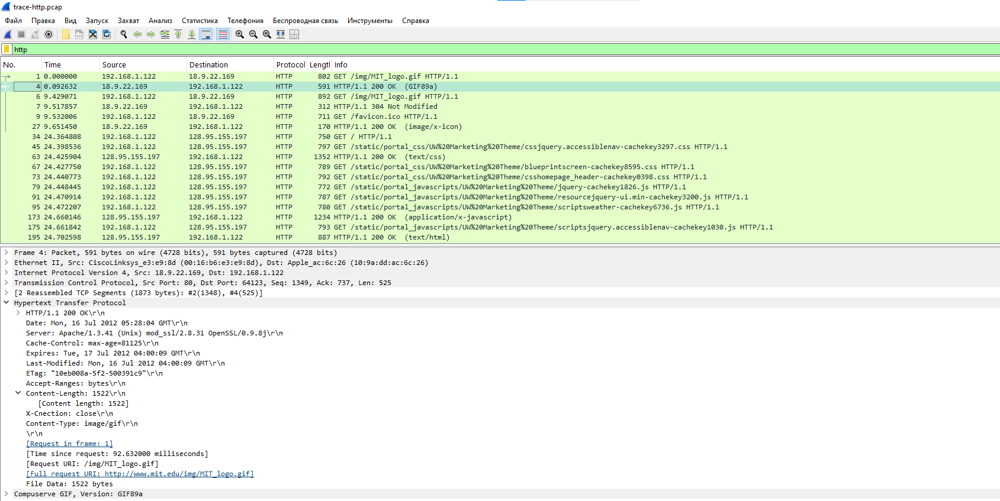 trace-http.pcap
Файл Правка Вид Запуск Захват Анализ Статистика Телефония Беспроводная связь Инструменты Справка
http
No. Time Source Destination Protocol Lengtl Info
1 0.000000 192.168.1.122 18.9.22.169 HTTP 802 GET /img/MIT_logo.gif HTTP/1.1
4 0.092632 18.9.22.169 192.168.1.122 HTTP 591 HTTP/1.1 200 OK (GIF89a)
6 9.429071 192.168.1.122 18.9.22.169 HTTP 892 GET /img/MIT_logo.gif HTTP/1.1
7 9.517857 18.9.22.169 192.168.1.122 HTTP 312 HTTP/1.1 304 Not Modified
9 9.532006 192.168.1.122 18.9.22.169 HTTP 711 GET /favicon.ico HTTP/1.1
27 9.651450 18.9.22.169 192.168.1.122 HTTP 170 HTTP/1.1 200 OK (image/x-icon)
34 24.364808 192.168.1.122 128.95.155.197 HTTP 750 GET / HTTP/1.1
45 24.398536 192.168.1.122 128.95.155.197 HTTP 797 GET /static/portal_css/UW%20Marketing%20Theme/cssjquery.accessiblenav-cachekey3297.css HTTP/1.1
63 24.425904 128.95.155.197 192.168.1.122 HTTP 1352 HTTP/1.1 200 OK (text/css)
67 24.427750 192.168.1.122 128.95.155.197 HTTP 789 GET /static/portal_css/UW%20Marketing%20Theme/blueprintscreen-cachekey8595.css HTTP/1.1
73 24.440773 192.168.1.122 128.95.155.197 HTTP 792 GET /static/portal_css/UW%20Marketing%20Theme/csshomepage_header-cachekey0398.css HTTP/1.1
79 24.448445 192.168.1.122 128.95.155.197 HTTP 772 GET /static/portal_javascripts/UW%20Marketing%20Theme/jquery-cachekey1826.js HTTP/1.1
91 24.470914 192.168.1.122 128.95.155.197 HTTP 787 GET /static/portal_javascripts/UW%20Marketing%20Theme/resourcejquery-ui.min-cachekey3200.js HTTP/1.1
95 24.472207 192.168.1.122 128.95.155.197 HTTP 780 GET /static/portal_javascripts/UW%20Marketing%20Theme/scriptsweather-cachekey6736.js HTTP/1.1
173 24.660146 128.95.155.197 192.168.1.122 HTTP 1234 HTTP/1.1 200 OK (application/x-javascript)
175 24.661842 192.168.1.122 128.95.155.197 HTTP 793 GET /static/portal_javascripts/UW%20Marketing%20Theme/scriptsjquery.accessiblenav-cachekey1030.js HTTP/1.1
195 24.702598 128.95.155.197 192.168.1.122 HTTP 887 HTTP/1.1 200 OK (text/html)
Frame 4: Packet, 591 bytes on wire (4728 bits), 591 bytes captured (4728 bits)
Ethernet II, Src: CiscoLinksys_e3:e9:8d (00:16:b6:e3:e9:8d), Dst: Apple_ac:6c:26 (10:9a:dd:ac:6c:26)
Internet Protocol Version 4, Src: 18.9.22.169, Dst: 192.168.1.122
Transmission Control Protocol, Src Port: 80, Dst Port: 64123, Seq: 1349, Ack: 737, Len: 525
[2 Reassembled TCP Segments (1873 bytes): #2(1348), #4(525)]
Hypertext Transfer Protocol
HTTP/1.1 200 OK\r\n
Date: Mon, 16 Jul 2012 05:28:04 GMT\r\n
Server: Apache/1.3.41 (Unix) mod_ssl/2.8.31 OpenSSL/0.9.8j\r\n
Cache-Control: max-age=81125\r\n
Expires: Tue, 17 Jul 2012 04:00:09 GMT\r\n
Last-Modified: Mon, 16 Jul 2012 04:00:09 GMT\r\n
ETag: "10eb008a-5f2-500391c9"\r\n
Accept-Ranges: bytes\r\n
Content-Length: 1522\r\n
[Content length: 1522]
X-Cnection: close\r\n
Content-Type: image/gif\r\n
\r\n
[Request in frame: 1]
[Time since request: 92.632000 milliseconds]
[Request URI: /img/MIT_logo.gif]
[Full request URI: http://www.mit.edu/img/MIT_logo.gif]
File Data: 1522 bytes
Compuserve GIF, Version: GIF89a